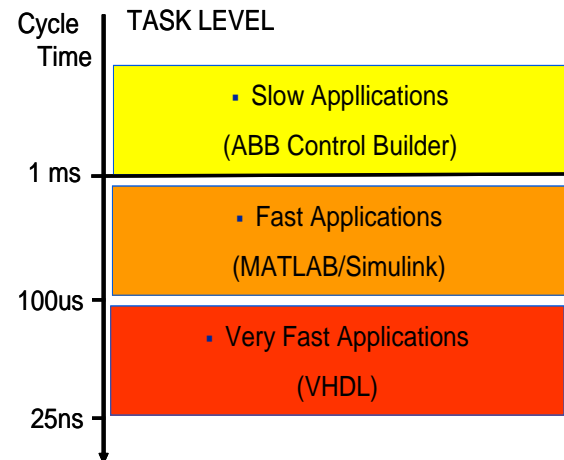 Cycle Time
TASK LEVEL
▪ Slow Appllications
(ABB Control Builder)
1 ms
▪ Fast Applications
(MATLAB/Simulink)
100us
▪ Very Fast Applications
(VHDL)
25ns